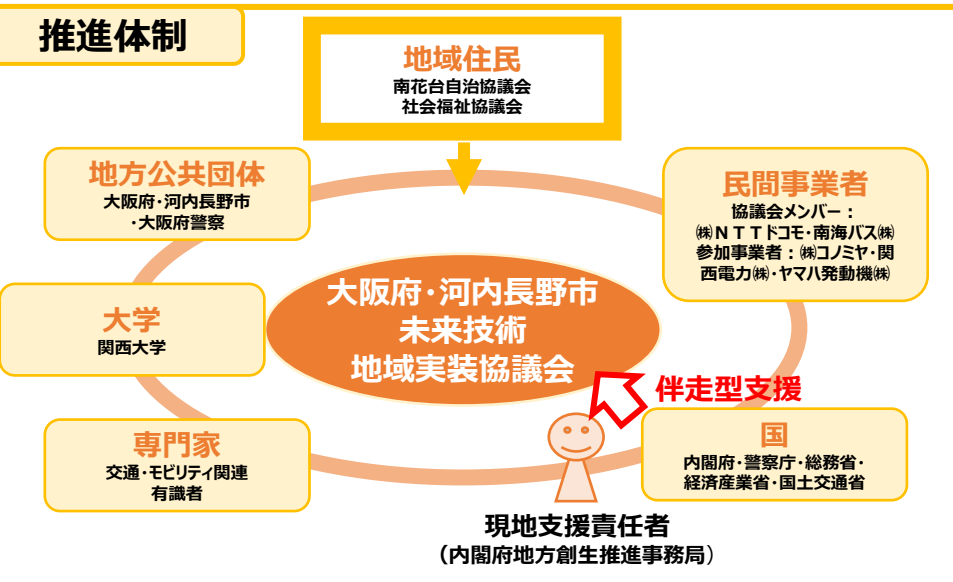 推進体制
地域住民
南花台自治協議会
社会福祉協議会
地方公共団体
大阪府・河内長野市
・大阪府警察
民間事業者
協議会メンバー：
㈱ＮＴＴドコモ・南海バス㈱
参加事業者：㈱コノミヤ・関
西電力㈱・ヤマハ発動機㈱
大阪府・河内長野市
未来技術
地域実装協議会
大学
関西大学
伴走型支援
専門家
交通・モビリティ関連
有識者
国
内閣府・警察庁・総務省・
経済産業省・国土交通省
現地支援責任者
（内閣府地方創生推進事務局）